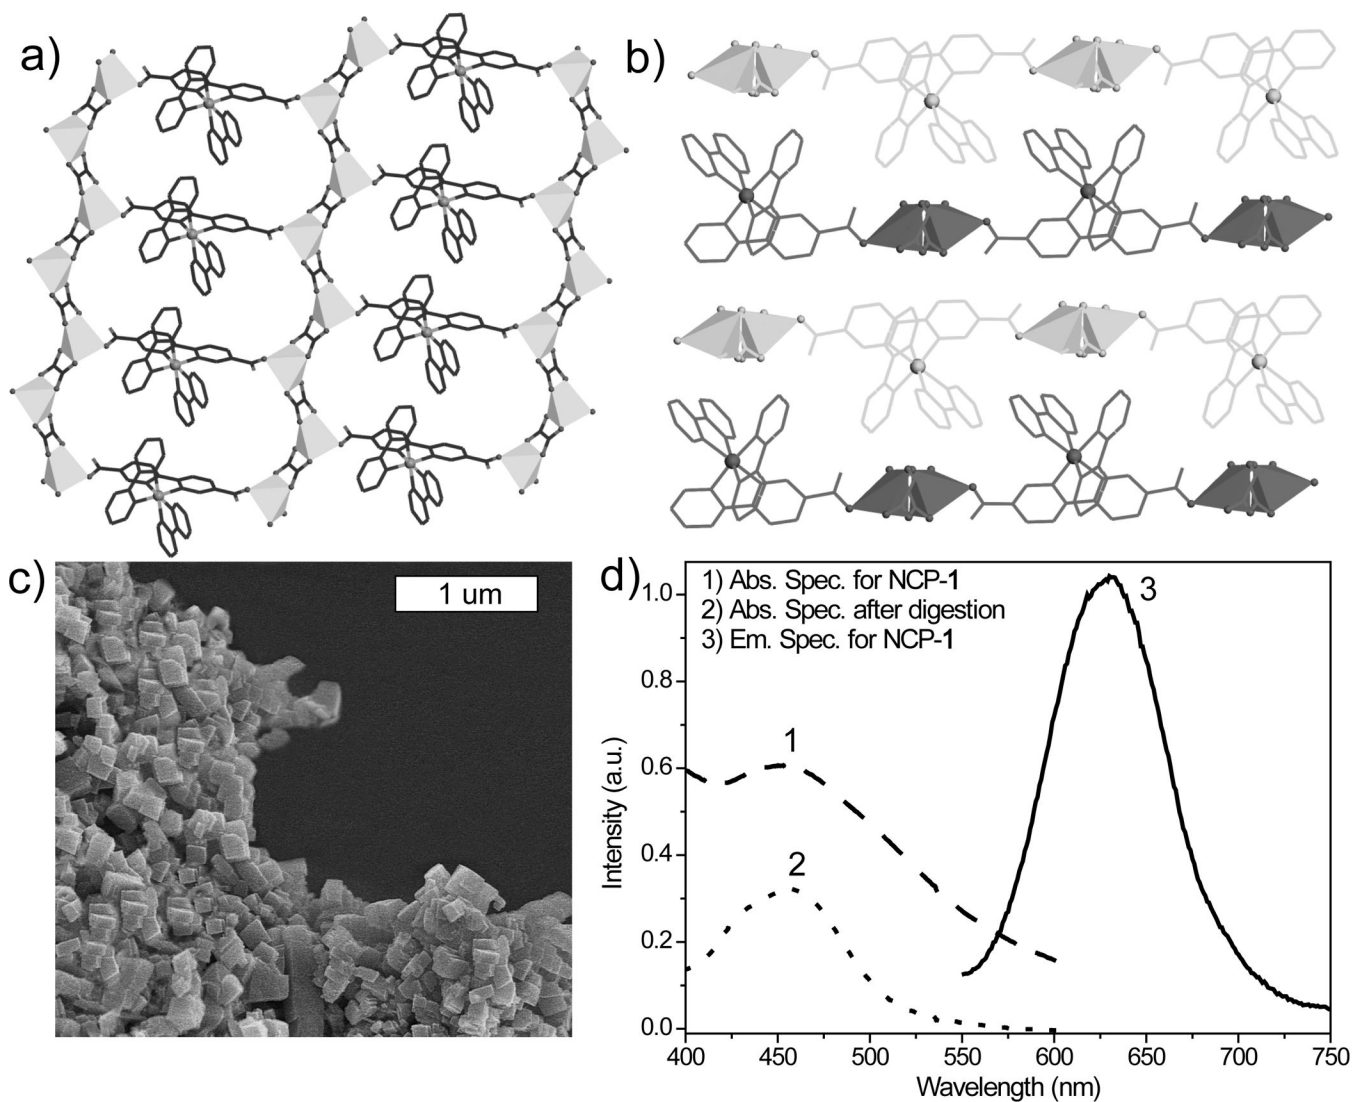 a)
b)
c)
1 um
d)
1) Abs. Spec. for NCP-1
2) Abs. Spec. after digestion
3) Em. Spec. for NCP-1
3
1
2
1.0
0.8
0.6
0.4
0.2
0.0
Intensity (a.u.)
400 450 500 550 600 650 700 750
Wavelength (nm)